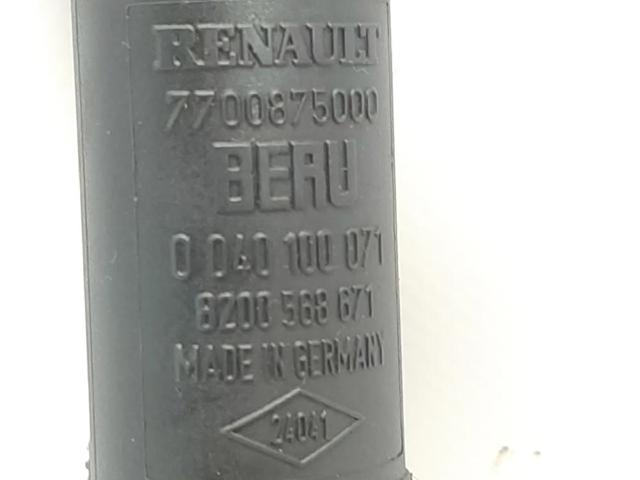 RENAULT
7700875000
BERU
0 040 100 071
8200 568 671
MADE IN GERMANY
24041